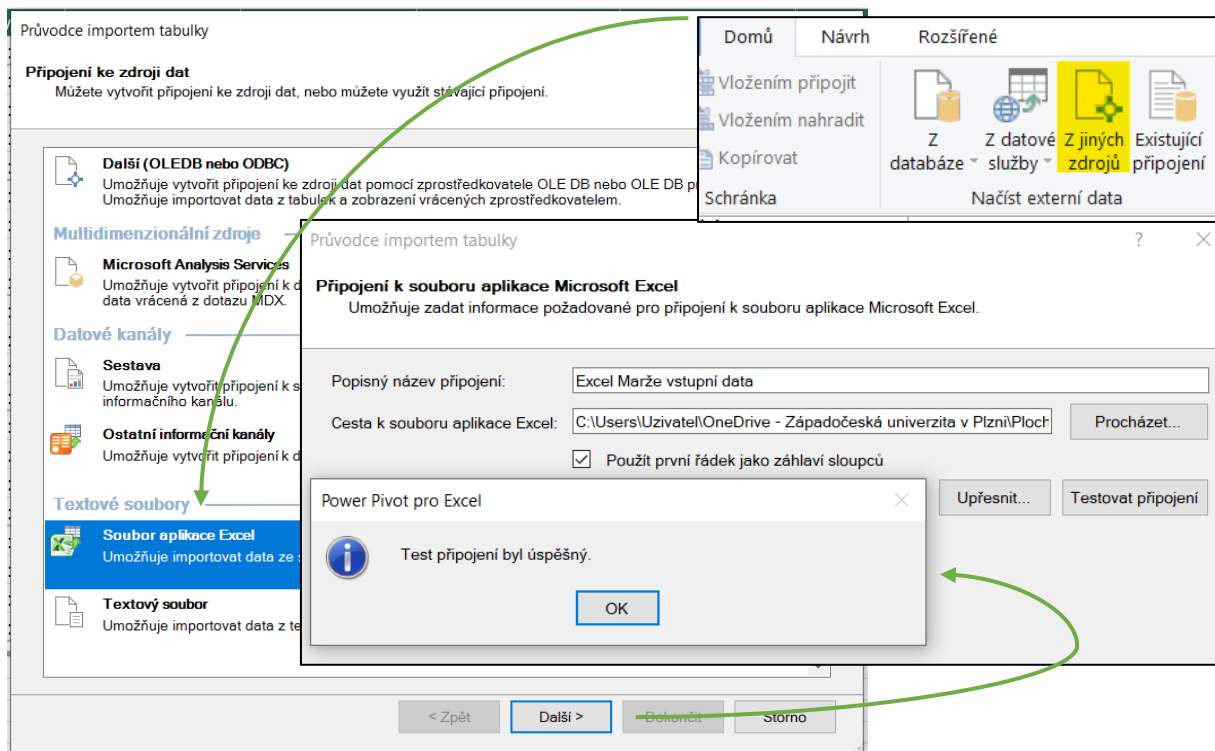 Průvodce importem tabulky
Připojení ke zdroji dat
Můžete vytvořit připojení ke zdroji dat, nebo můžete využít stávající připojení.
Další (OLEDB nebo ODBC)
Umožňuje vytvořit připojení ke zdroji dat pomocí zprostředkovatele OLE DB nebo OLE DB
Umožňuje importovat data z tabulek a zobrazení vrácených zprostředkovatelem.
Multidimenzionální zdroje
Microsoft Analysis Services
Umožňuje vytvořit připojení k
data vrácená z dotazu MDX.
Datové kanály
Sestava
Umožňuje vytvořit připojení k
informačního kanálu.
Ostatní informační kanály
Umožňuje vytvořit připojení k
Textové soubory
Soubor aplikace Excel
Umožňuje importovat data ze
Textový soubor
Umožňuje importovat data z
< Zpět
Další >
Dokončit
Storno
Domů
Návrh
Rozšířené
Vložením připojit
Vložením nahradit
Kopírovat
Schránka
Z
databáze
Z datové
služby
Z jiných
zdrojů
Existující
připojení
Načíst externí data
Průvodce importem tabulky
?
Připojení k souboru aplikace Microsoft Excel
Umožňuje zadat informace požadované pro připojení k souboru aplikace Microsoft Excel.
Popisný název připojení:
Excel Marže vstupní data
Cesta k souboru aplikace Excel:
C:\Users\Uzivatel\OneDrive - Západočeská univerzita v Plzni\Ploch
Procházet...
Použít první řádek jako záhlaví sloupců
Upřesnit...
Testovat připojení
Power Pivot pro Excel
Test připojení byl úspěšný.
OK